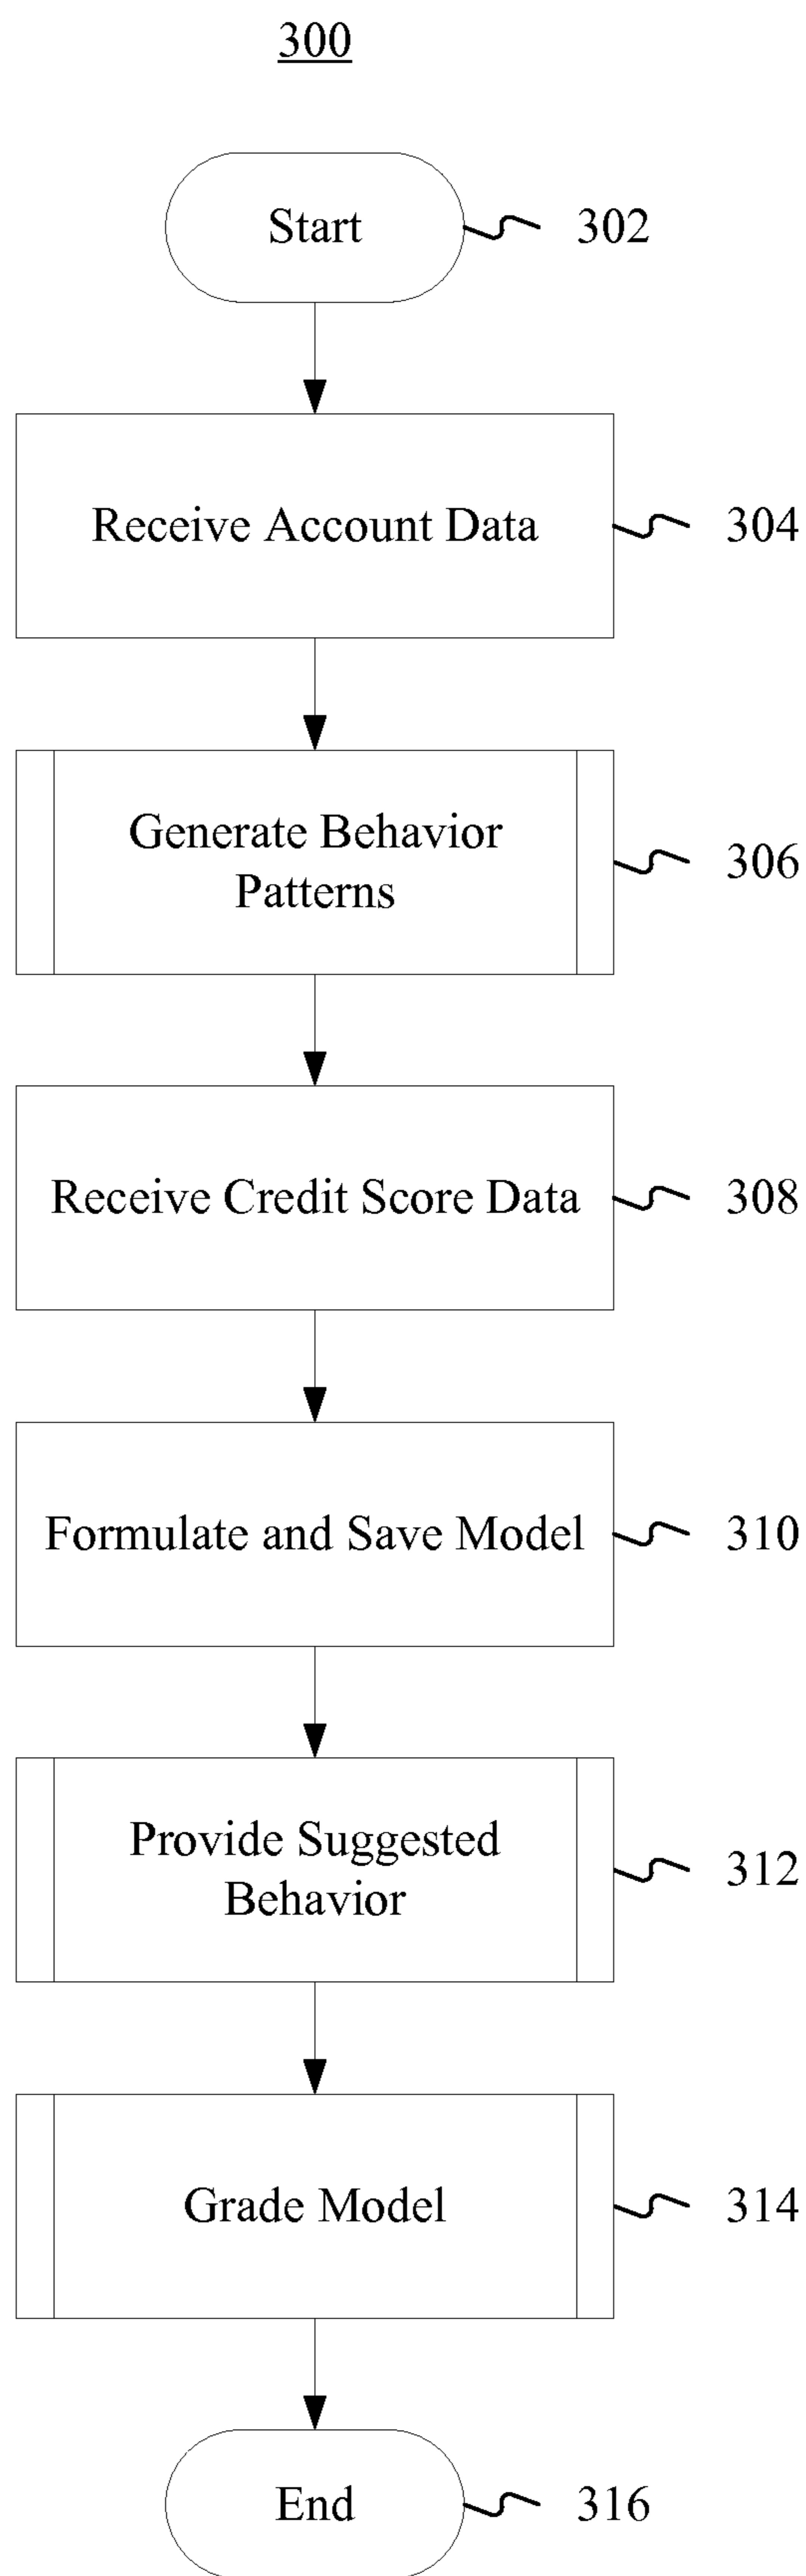 300
Start
302
Receive Account Data
304
Generate Behavior
Patterns
306
Receive Credit Score Data
308
Formulate and Save Model
310
Provide Suggested
Behavior
312
Grade Model
314
End
316